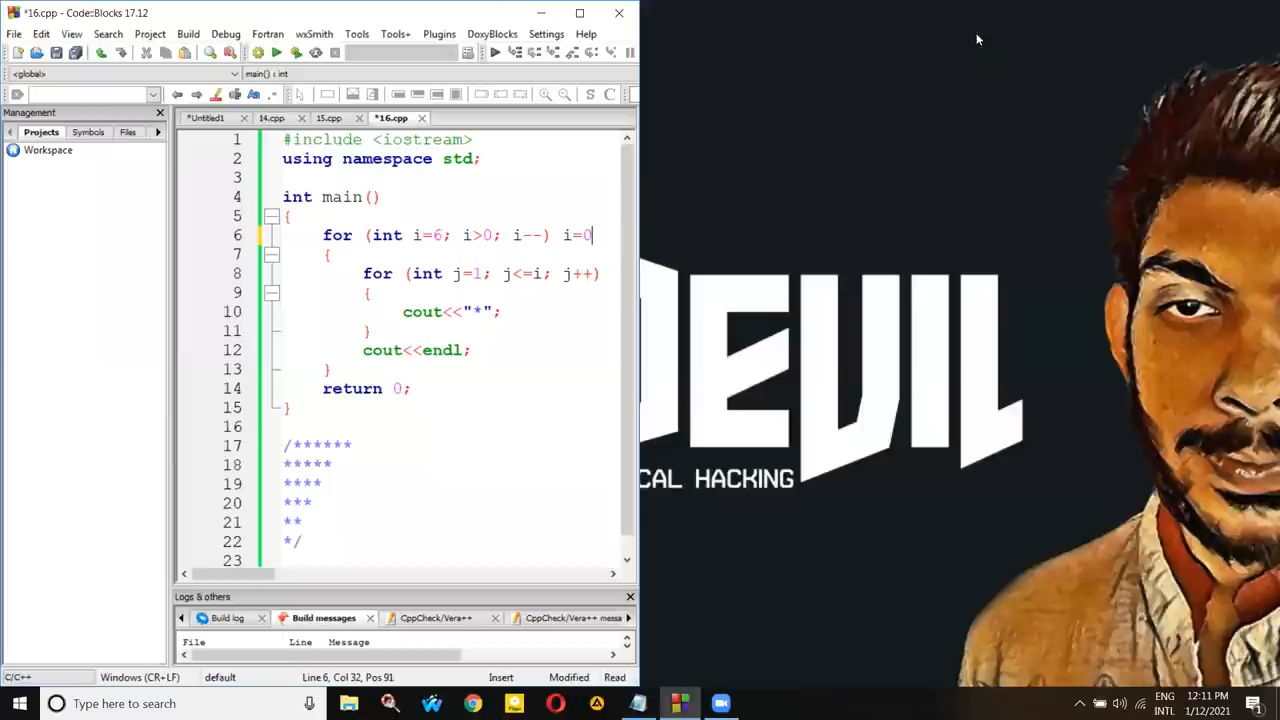 *16.cpp - Code::Blocks 17.12
File Edit View Search Project Build Debug Fortran wxSmith Tools Tools+ Plugins DoxyBlocks Settings Help
<global> main() : int
Management
*Untitled1 14.cpp 15.cpp *16.cpp
Projects Symbols Files
Workspace
1 #include <iostream>
2 using namespace std;
3
4 int main()
5 {
6 for (int i=6; i>0; i--) i=0
7 {
8 for (int j=1; j<=i; j++)
9 {
10 cout<<"*";
11 }
12 cout<<endl;
13 }
14 return 0;
15 }
16
17 /******
18 *****
19 ****
20 ***
21 **
22 */
23
Logs & others
Build log Build messages CppCheck/Vera++ CppCheck/Vera++ messa
File Line Message
C/C++ Windows (CR+LF) default Line 6, Col 32, Pos 91 Insert Modified Read
DEVIL
CAL HACKING
Type here to search
ENG
INTL
12:11 PM
1/12/2021
1